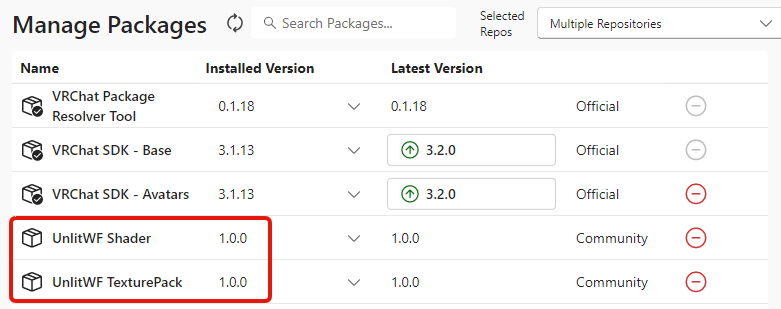 Manage Packages
Search Packages...
Selected
Repos
Multiple Repositories
Name Installed Version Latest Version
VRChat Package
Resolver Tool
0.1.18 0.1.18 Official
VRChat SDK - Base 3.1.13 3.2.0 Official
VRChat SDK - Avatars 3.1.13 3.2.0 Official
UnlitWF Shader 1.0.0 1.0.0 Community
UnlitWF TexturePack 1.0.0 1.0.0 Community